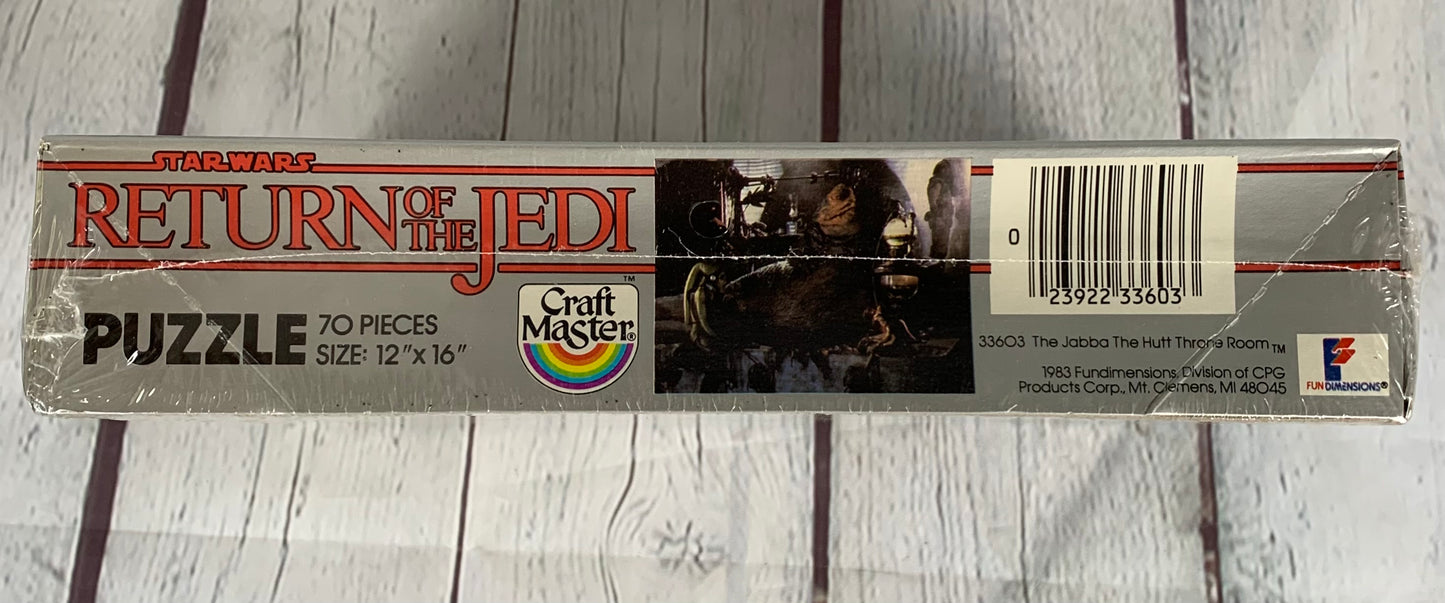 STAR WARS
RETURN OF THE JEDI
TM
PUZZLE
70 PIECES
SIZE: 12" x 16"
Craft
Master®
0
23922 33603
33603 The Jabba The Hutt Throne Room TM
1983 Fundimensions, Division of CPG
Products Corp., Mt. Clemens, MI 48045
FUNDIMENSIONS®